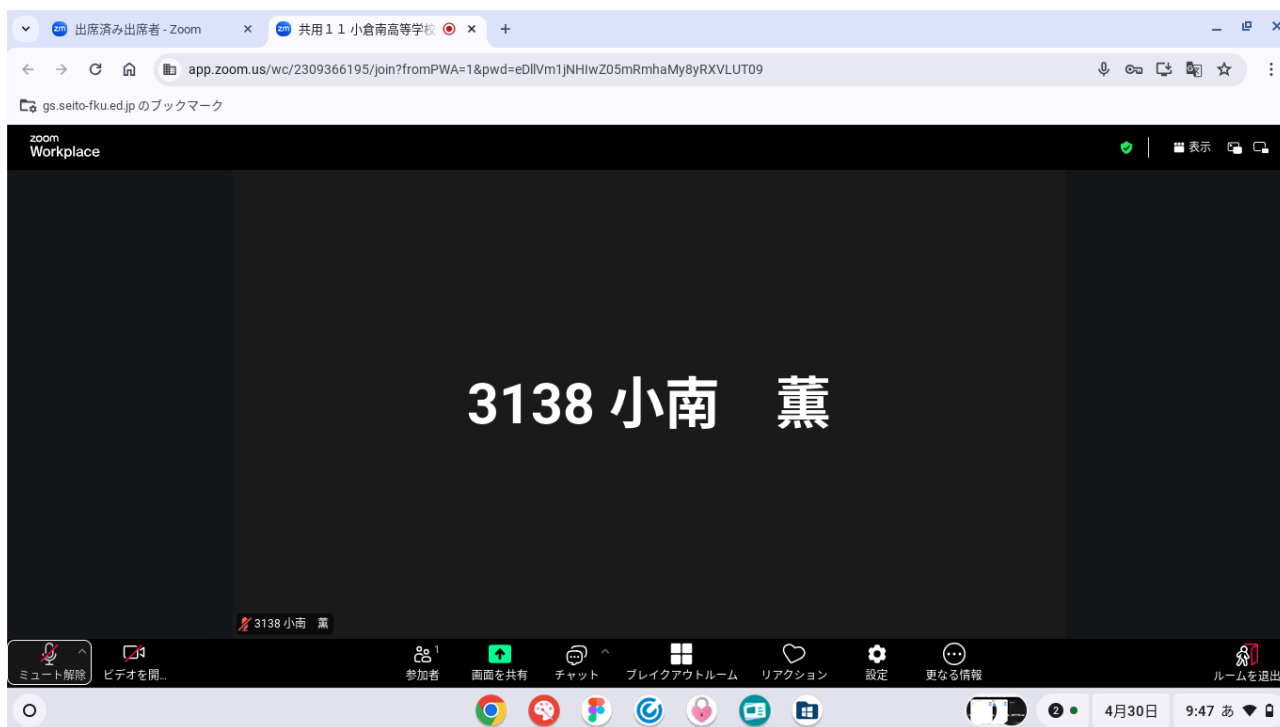 出席済み出席者 - Zoom
共用１１ 小倉南高等学校
app.zoom.us/wc/2309366195/join?fromPWA=1&pwd=eDllVm1jNHIwZ05mRmhaMy8yRXVLUT09
gs.seito-fku.ed.jp のブックマーク
zoom
Workplace
表示
3138 小南　薫
3138 小南　薫
ミュート解除
ビデオを開...
参加者
1
画面を共有
チャット
ブレイクアウトルーム
リアクション
設定
更なる情報
ルームを退出
2
4月30日
9:47 あ